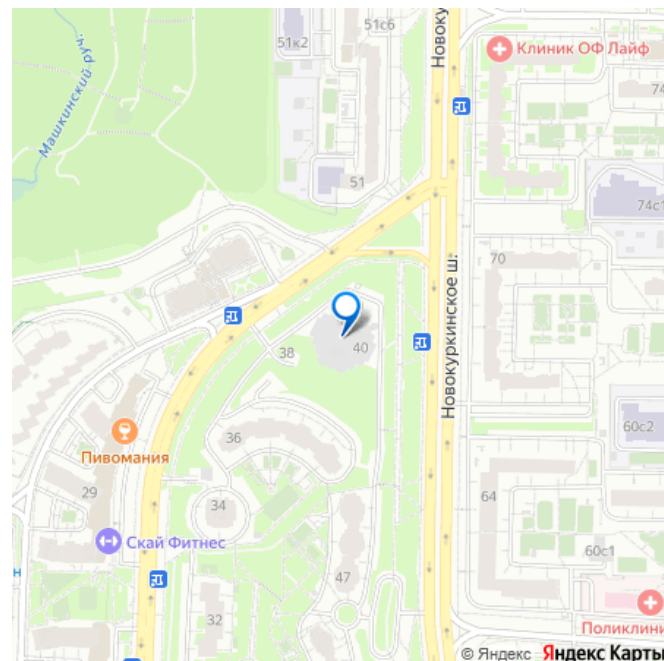 51с6
51к2
Новоку
Клиник ОФ Лайф
74
Машкинский руч.
51
74с1
70
Новокуркинское ш.
38
40
Пивомания
36
60с2
29
34
64
Скай Фитнес
60с1
47
н
32
Поликлини
© Яндекс Яндекс Карты